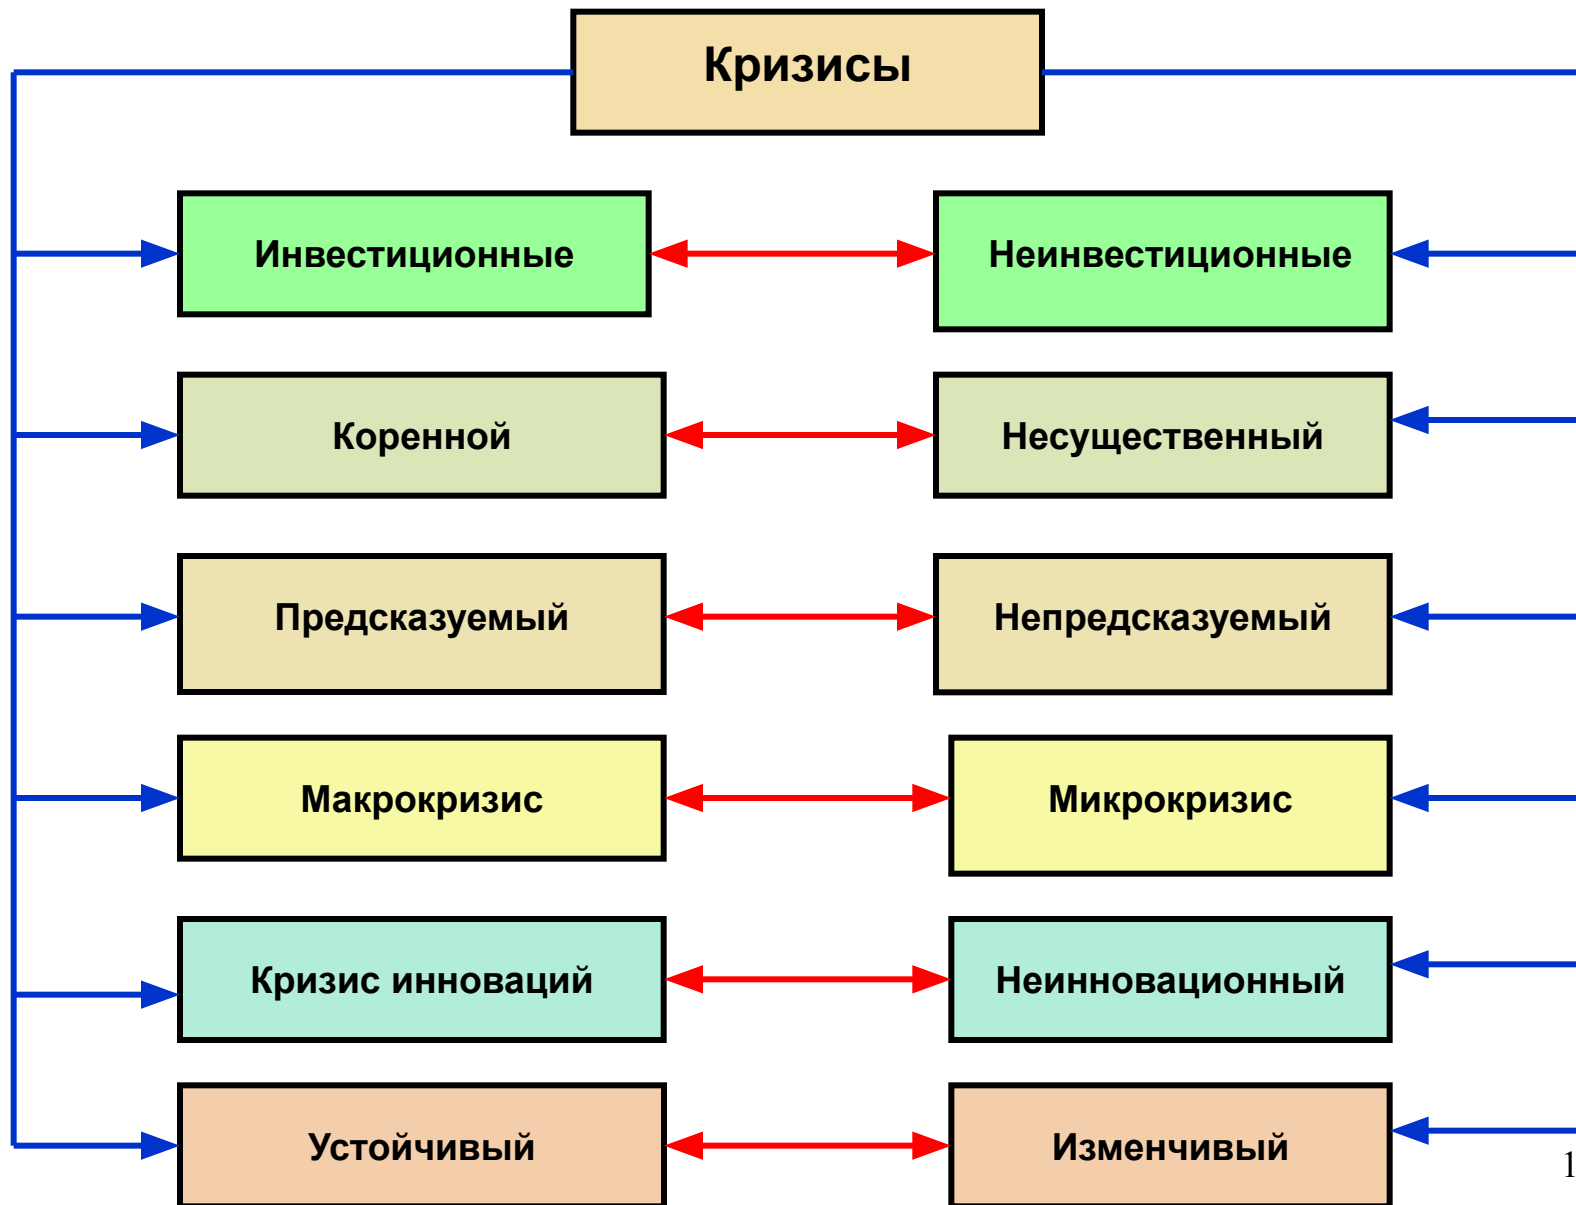 Кризисы
Инвестиционные
Неинвестиционные
Коренной
Несущественный
Предсказуемый
Непредсказуемый
Макрокризис
Микрокризис
Кризис инноваций
Неинновационный
Устойчивый
Изменчивый
1